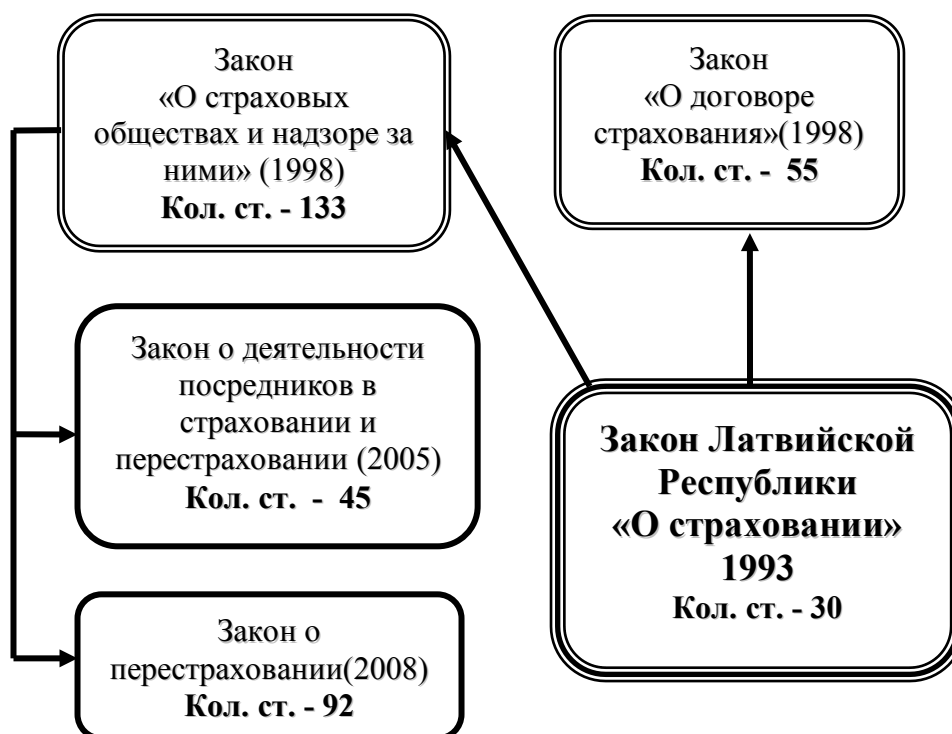 Закон
«О страховых
обществах и надзоре за
ними» (1998)
Кол. ст. - 133
Закон
«О договоре
страхования»(1998)
Кол. ст. - 55
Закон о деятельности
посредников в
страховании и
перестраховании (2005)
Кол. ст. - 45
Закон Латвийской
Республики
«О страховании»
1993
Кол. ст. - 30
Закон о
перестраховании(2008)
Кол. ст. - 92